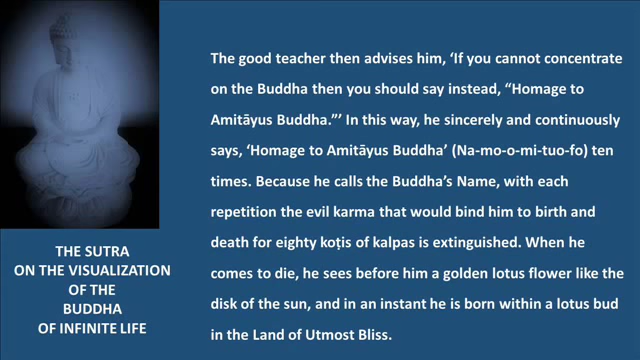 The good teacher then advises him, ‘If you cannot concentrate
on the Buddha then you should say instead, “Homage to
Amitāyus Buddha.”’ In this way, he sincerely and continuously
says, ‘Homage to Amitāyus Buddha’ (Na-mo-o-mi-tuo-fo) ten
times. Because he calls the Buddha’s Name, with each
repetition the evil karma that would bind him to birth and
death for eighty koṭis of kalpas is extinguished. When he
comes to die, he sees before him a golden lotus flower like the
disk of the sun, and in an instant he is born within a lotus bud
in the Land of Utmost Bliss.
THE SUTRA
ON THE VISUALIZATION
OF THE
BUDDHA
OF INFINITE LIFE